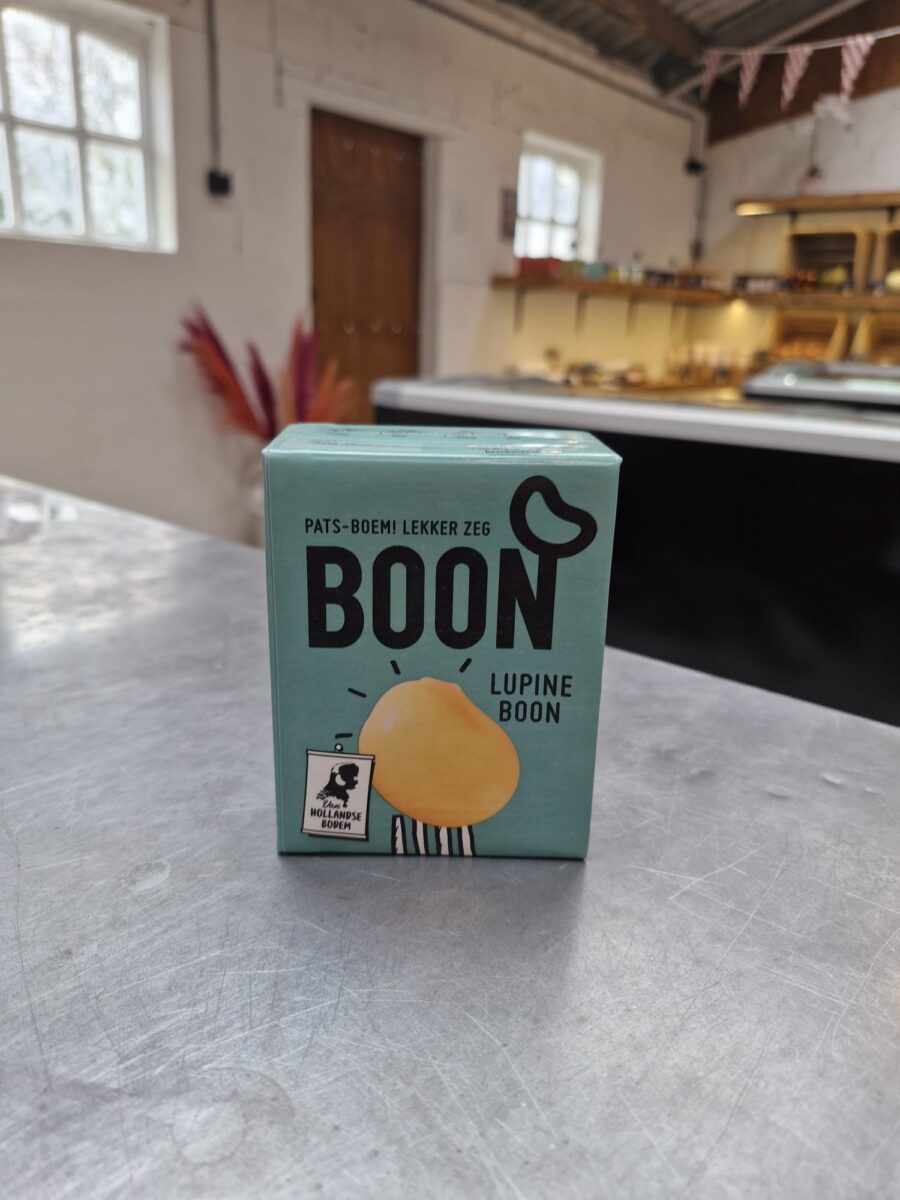 PATS-BOEM! LEKKER ZEG
BOON
LUPINE
BOON
Van
HOLLANDSE
BODEM